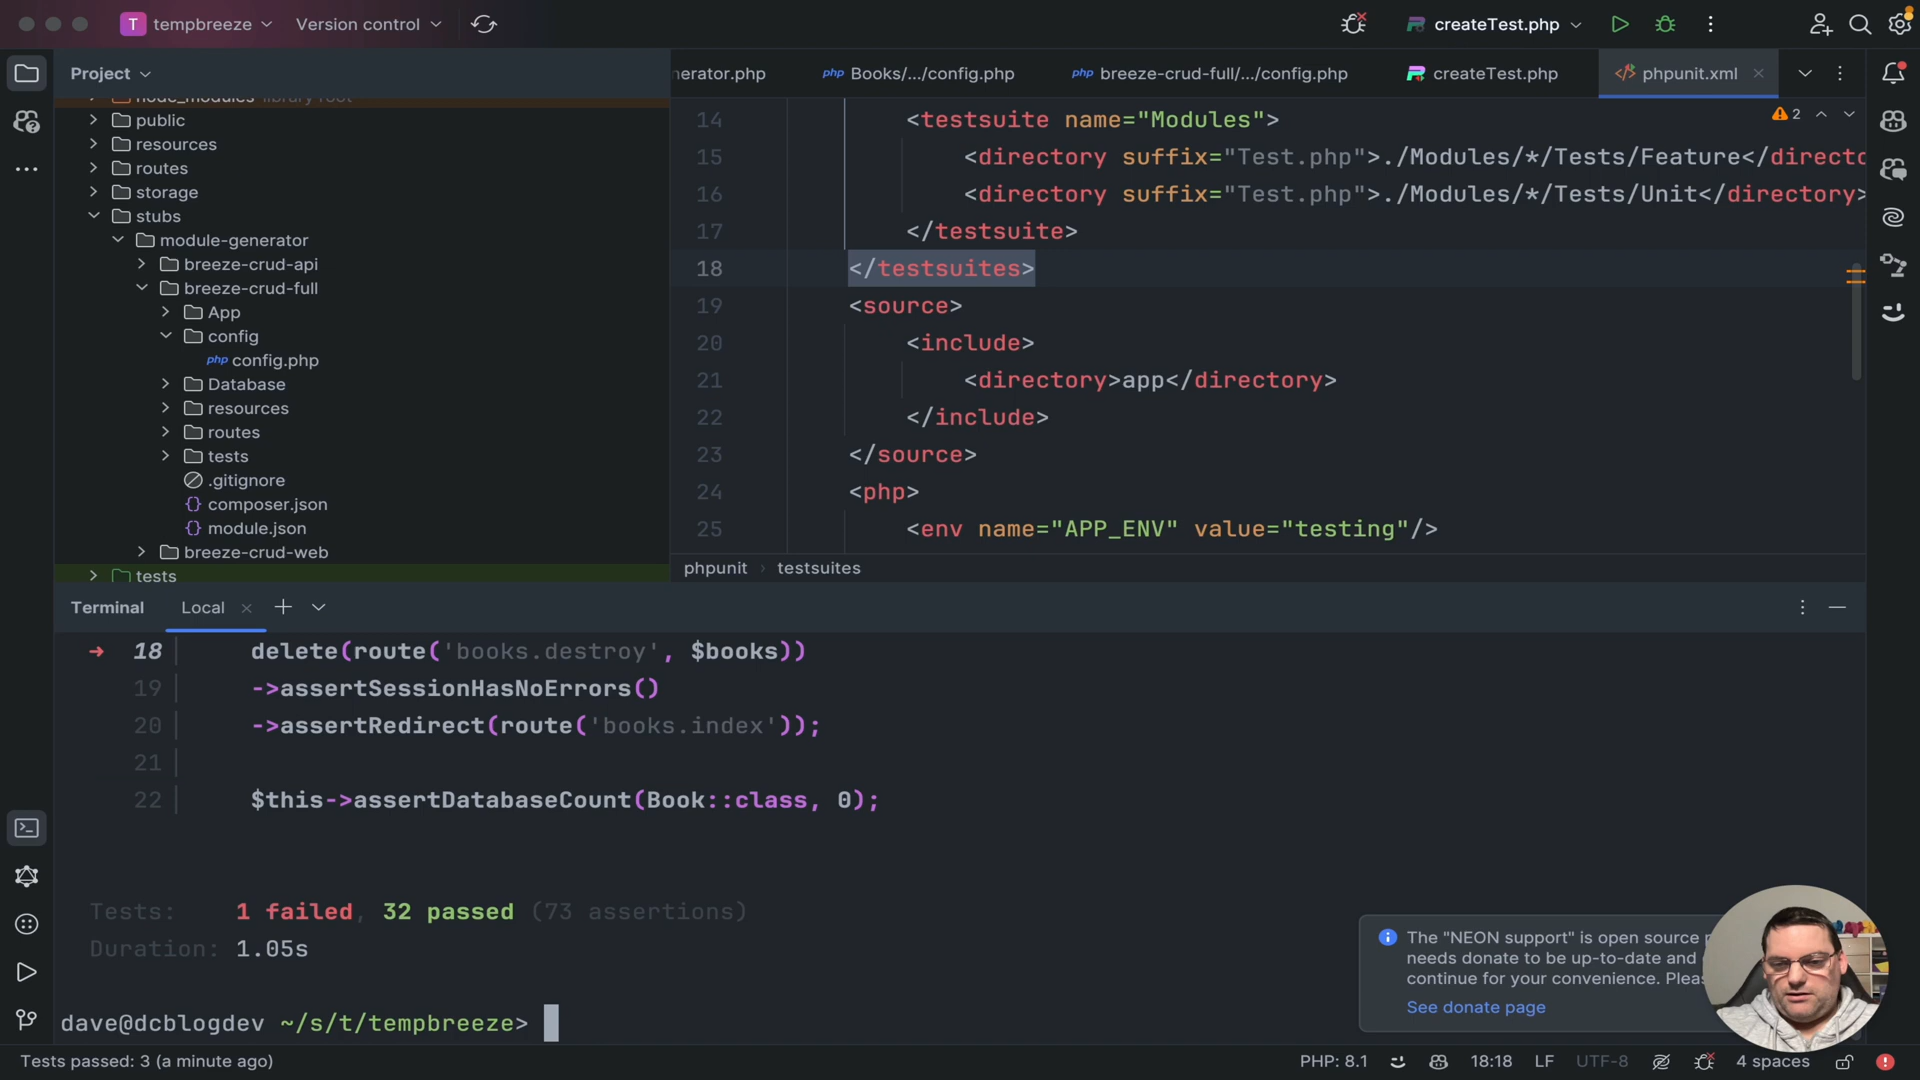 T tempbreeze Version control createTest.php
Project
nerator.php Books/.../config.php breeze-crud-full/.../config.php createTest.php phpunit.xml
public
resources
routes
storage
stubs
module-generator
breeze-crud-api
breeze-crud-full
App
config
php config.php
Database
resources
routes
tests
.gitignore
composer.json
module.json
breeze-crud-web
tests
2
14 <testsuite name="Modules">
15 <directory suffix="Test.php">./Modules/*/Tests/Feature</directo
16 <directory suffix="Test.php">./Modules/*/Tests/Unit</directory>
17 </testsuite>
18 </testsuites>
19 <source>
20 <include>
21 <directory>app</directory>
22 </include>
23 </source>
24 <php>
25 <env name="APP_ENV" value="testing"/>
phpunit › testsuites
Terminal Local
→ 18| delete(route('books.destroy', $books))
19| ->assertSessionHasNoErrors()
20| ->assertRedirect(route('books.index'));
21|
22| $this->assertDatabaseCount(Book::class, 0);
Tests: 1 failed, 32 passed (73 assertions)
Duration: 1.05s
dave@dcblogdev ~/s/t/tempbreeze>
The "NEON support" is open source
needs donate to be up-to-date and
continue for your convenience. Pleas
See donate page
Tests passed: 3 (a minute ago) PHP: 8.1 18:18 LF UTF-8 4 spaces